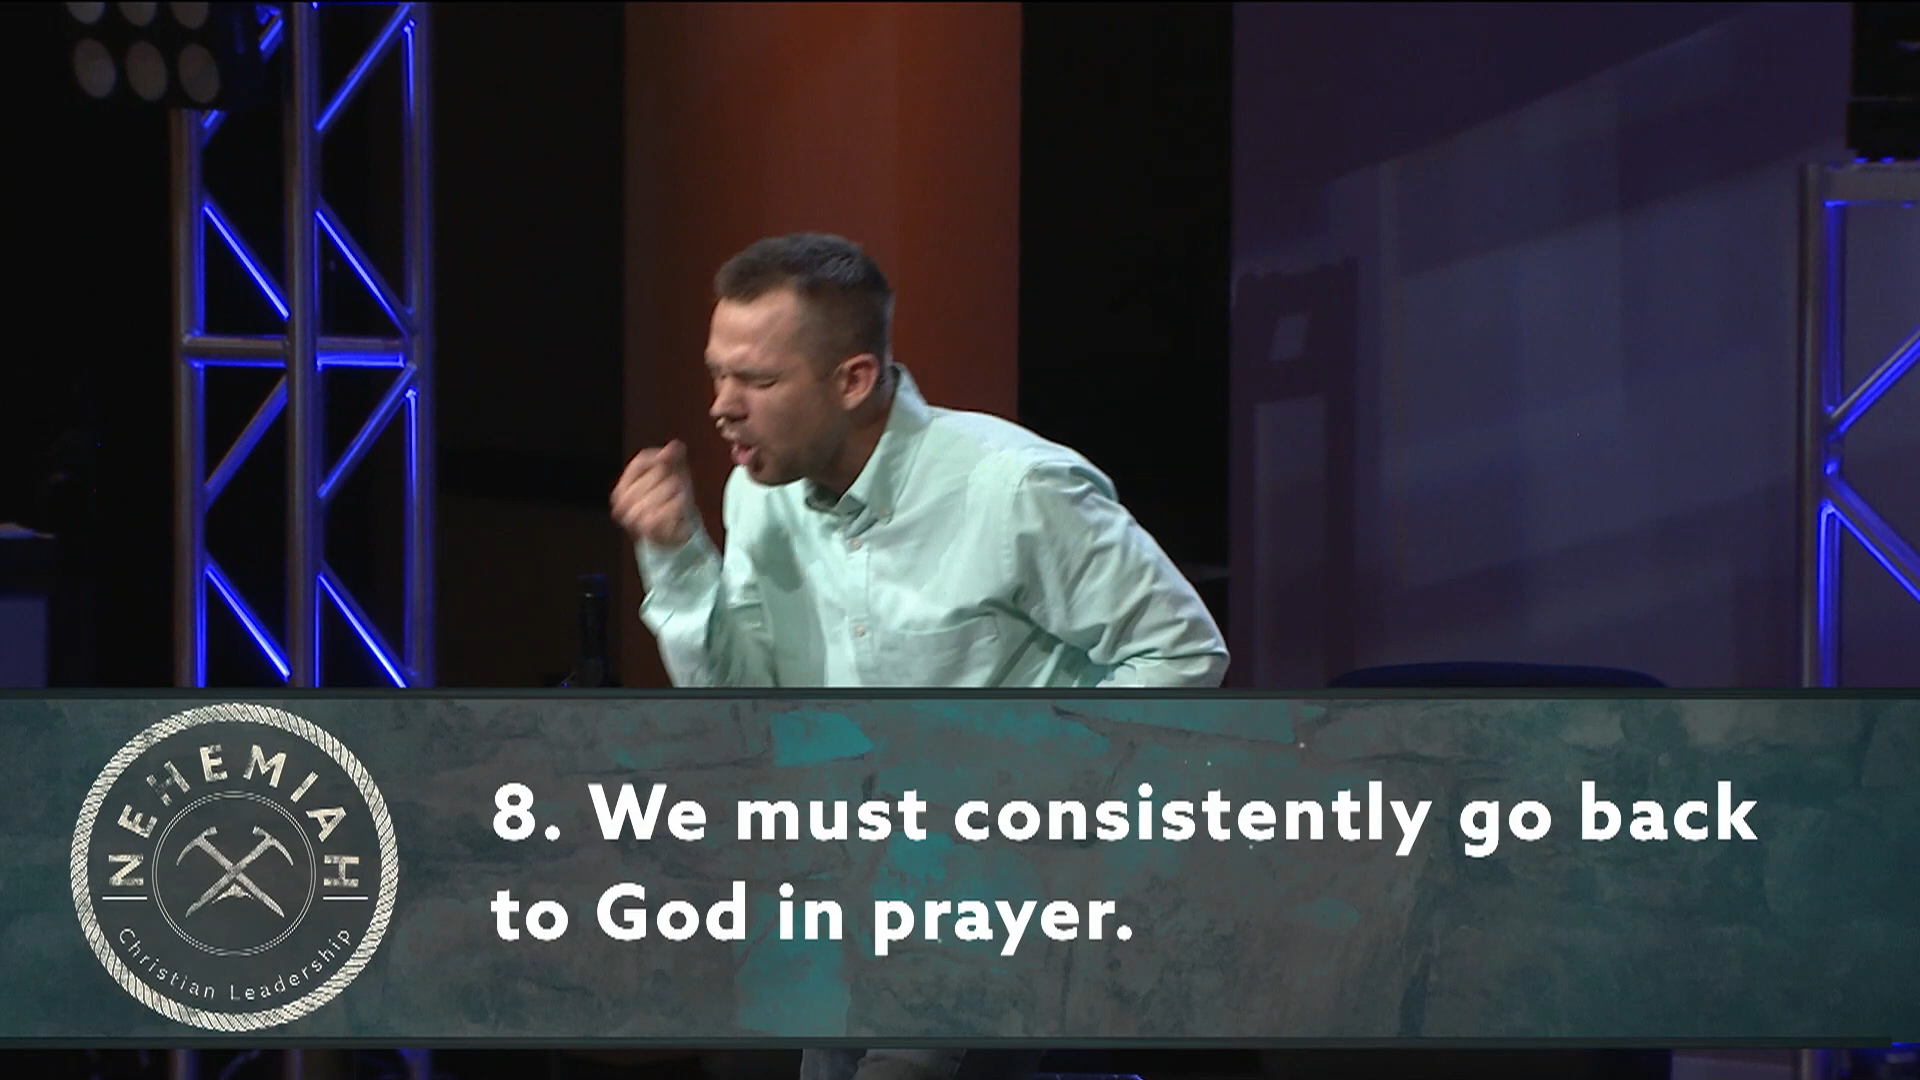 NEHEMIAH
Christian Leadership
8. We must consistently go back
to God in prayer.